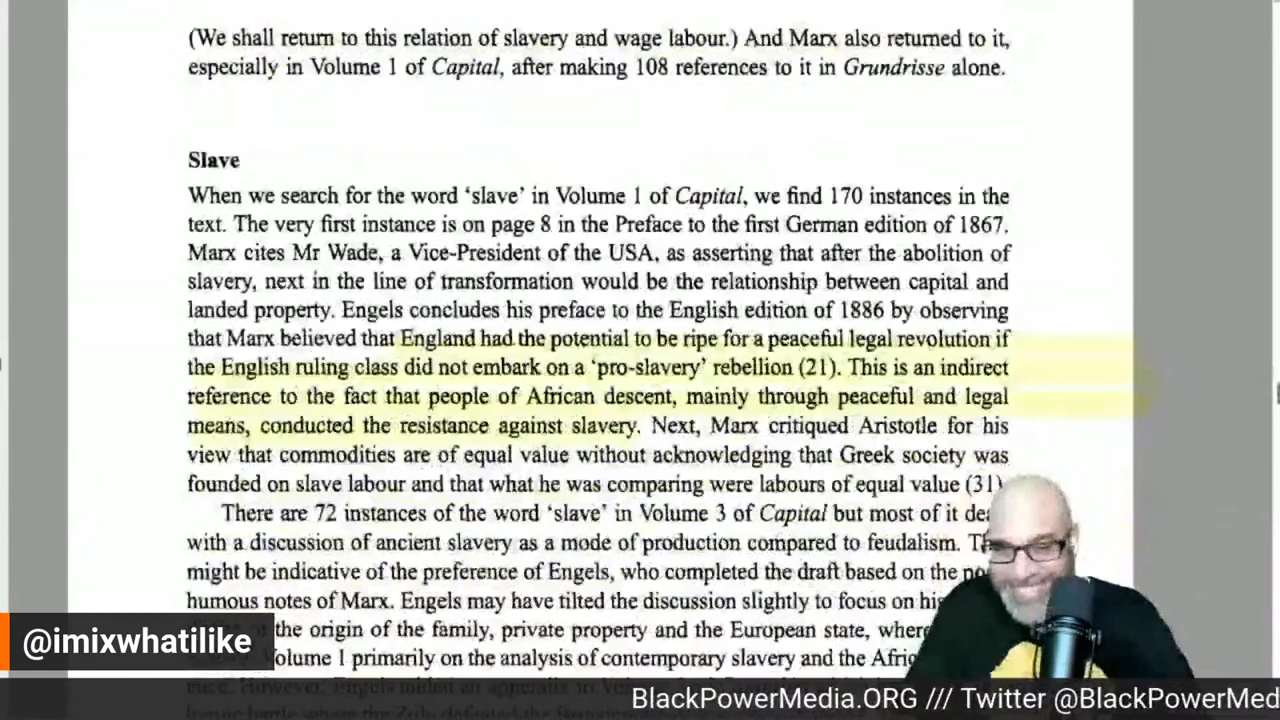 (We shall return to this relation of slavery and wage labour.) And Marx also returned to it,
especially in Volume 1 of Capital, after making 108 references to it in Grundrisse alone.
Slave
When we search for the word ‘slave’ in Volume 1 of Capital, we find 170 instances in the
text. The very first instance is on page 8 in the Preface to the first German edition of 1867.
Marx cites Mr Wade, a Vice-President of the USA, as asserting that after the abolition of
slavery, next in the line of transformation would be the relationship between capital and
landed property. Engels concludes his preface to the English edition of 1886 by observing
that Marx believed that England had the potential to be ripe for a peaceful legal revolution if
the English ruling class did not embark on a ‘pro-slavery’ rebellion (21). This is an indirect
reference to the fact that people of African descent, mainly through peaceful and legal
means, conducted the resistance against slavery. Next, Marx critiqued Aristotle for his
view that commodities are of equal value without acknowledging that Greek society was
founded on slave labour and that what he was comparing were labours of equal value (31)
There are 72 instances of the word ‘slave’ in Volume 3 of Capital but most of it
with a discussion of ancient slavery as a mode of production compared to feudalism.
might be indicative of the preference of Engels, who completed the draft based on the
humous notes of Marx. Engels may have tilted the discussion slightly to focus on
the origin of the family, private property and the European state,
Volume 1 primarily on the analysis of contemporary slavery and the
However, Engels added an appendix to
@imixwhatilike
BlackPowerMedia.ORG /// Twitter @BlackPowerMed